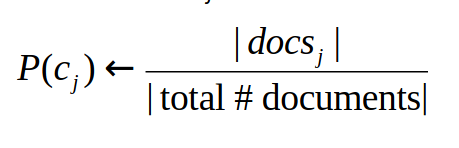 P(c_j) ← | docs_j | / | total # documents|